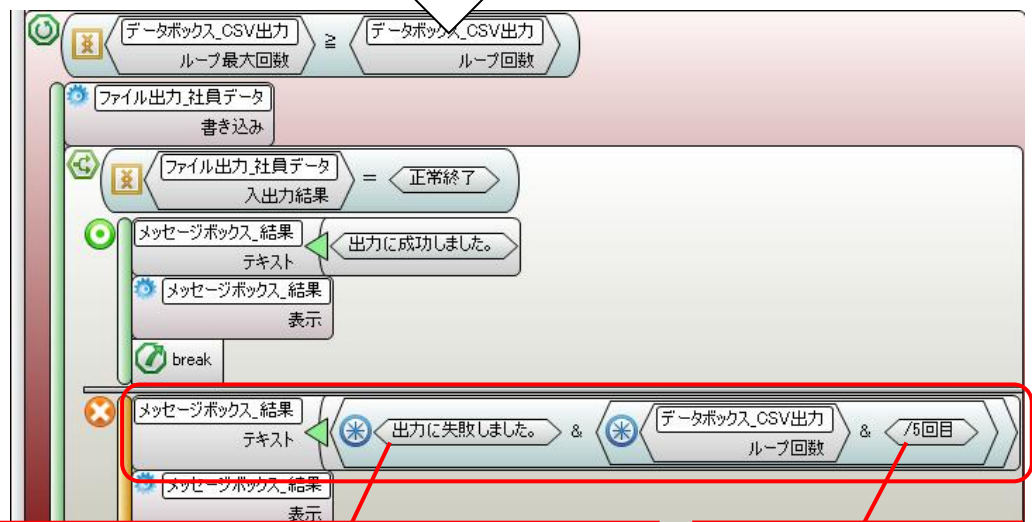 データボックス_CSV出力 ≧ データボックス_CSV出力
ループ最大回数 ループ回数
ファイル出力_社員データ
書き込み
ファイル出力_社員データ = 正常終了
入出力結果
メッセージボックス_結果 出力に成功しました。
テキスト
メッセージボックス_結果
表示
break
メッセージボックス_結果 出力に失敗しました。 & データボックス_CSV出力 & /5回目
テキスト ループ回数
メッセージボックス_結果
表示